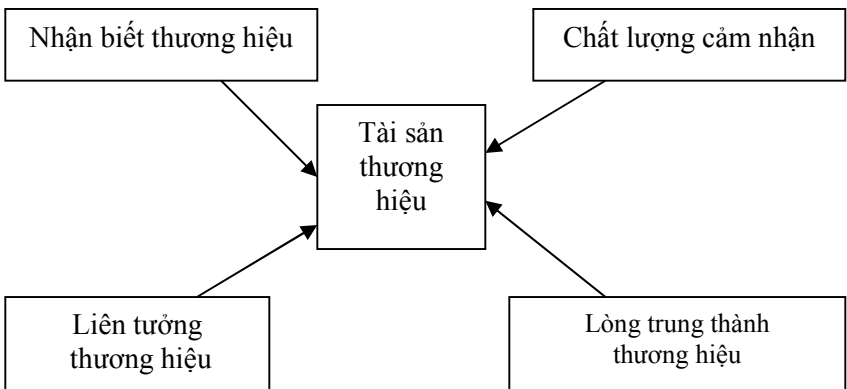 Nhận biết thương hiệu
Chất lượng cảm nhận
Tài sản
thương
hiệu
Liên tưởng
thương hiệu
Lòng trung thành
thương hiệu